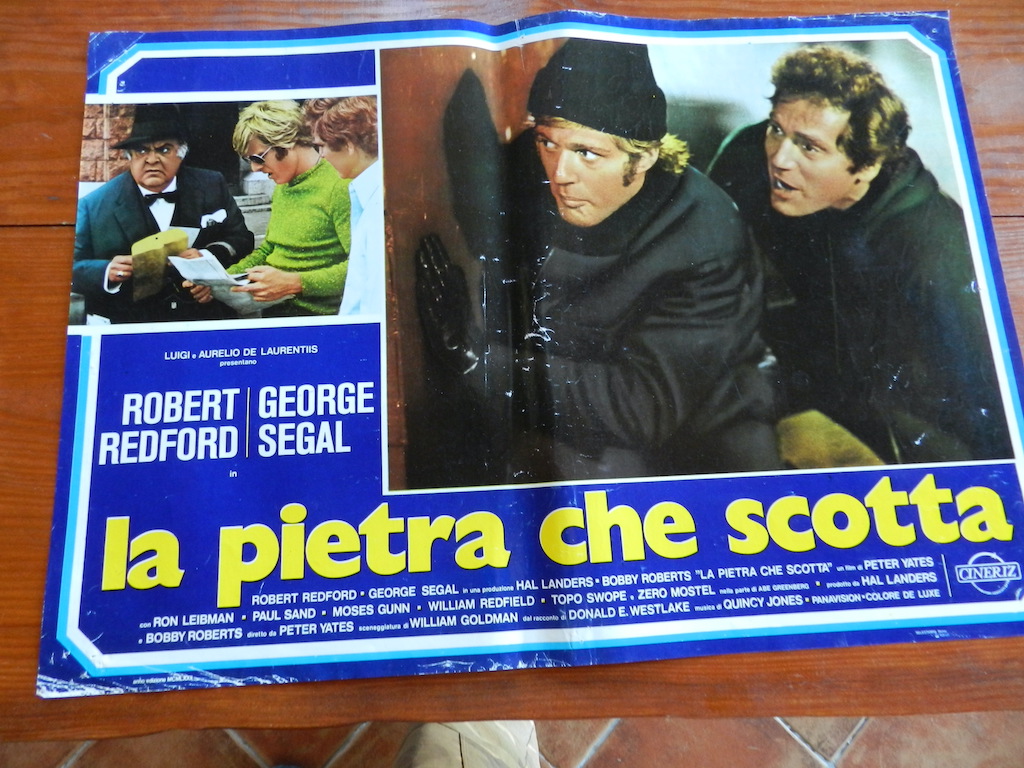 LUIGI e AURELIO DE LAURENTIIS
presentano
ROBERT REDFORD
GEORGE SEGAL
in
la pietra che scotta
ROBERT REDFORD • GEORGE SEGAL in una produzione HAL LANDERS • BOBBY ROBERTS "LA PIETRA CHE SCOTTA" un film di PETER YATES
con RON LEIBMAN • PAUL SAND • MOSES GUNN • WILLIAM REDFIELD • TOPO SWOPE • ZERO MOSTEL nella parte di ABE GREENBERG • prodotto da HAL LANDERS
e BOBBY ROBERTS diretto da PETER YATES sceneggiatura di WILLIAM GOLDMAN dal racconto di DONALD E. WESTLAKE musica di QUINCY JONES • PANAVISION • COLORE DE LUXE
CINERIZ
anno edizione